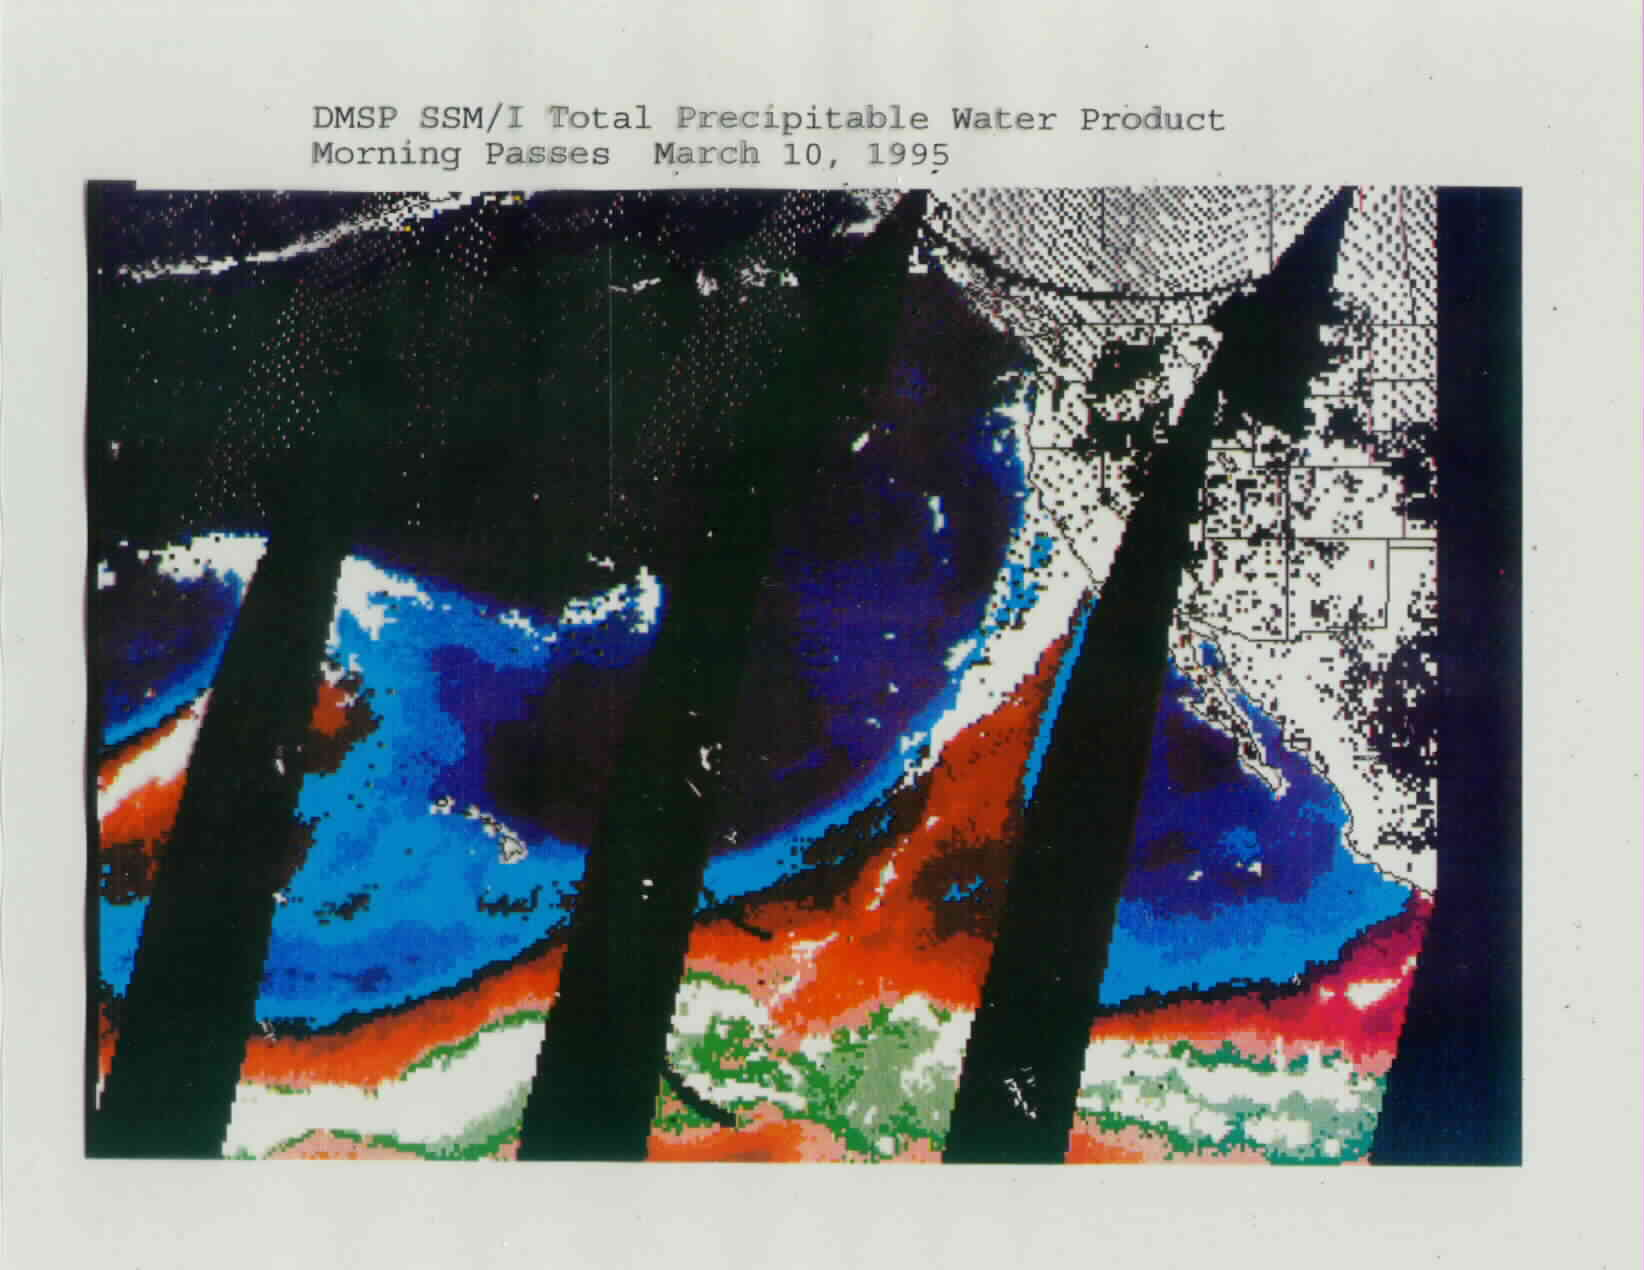 DMSP SSM/I Total Precipitable Water Product
Morning Passes  March 10, 1995